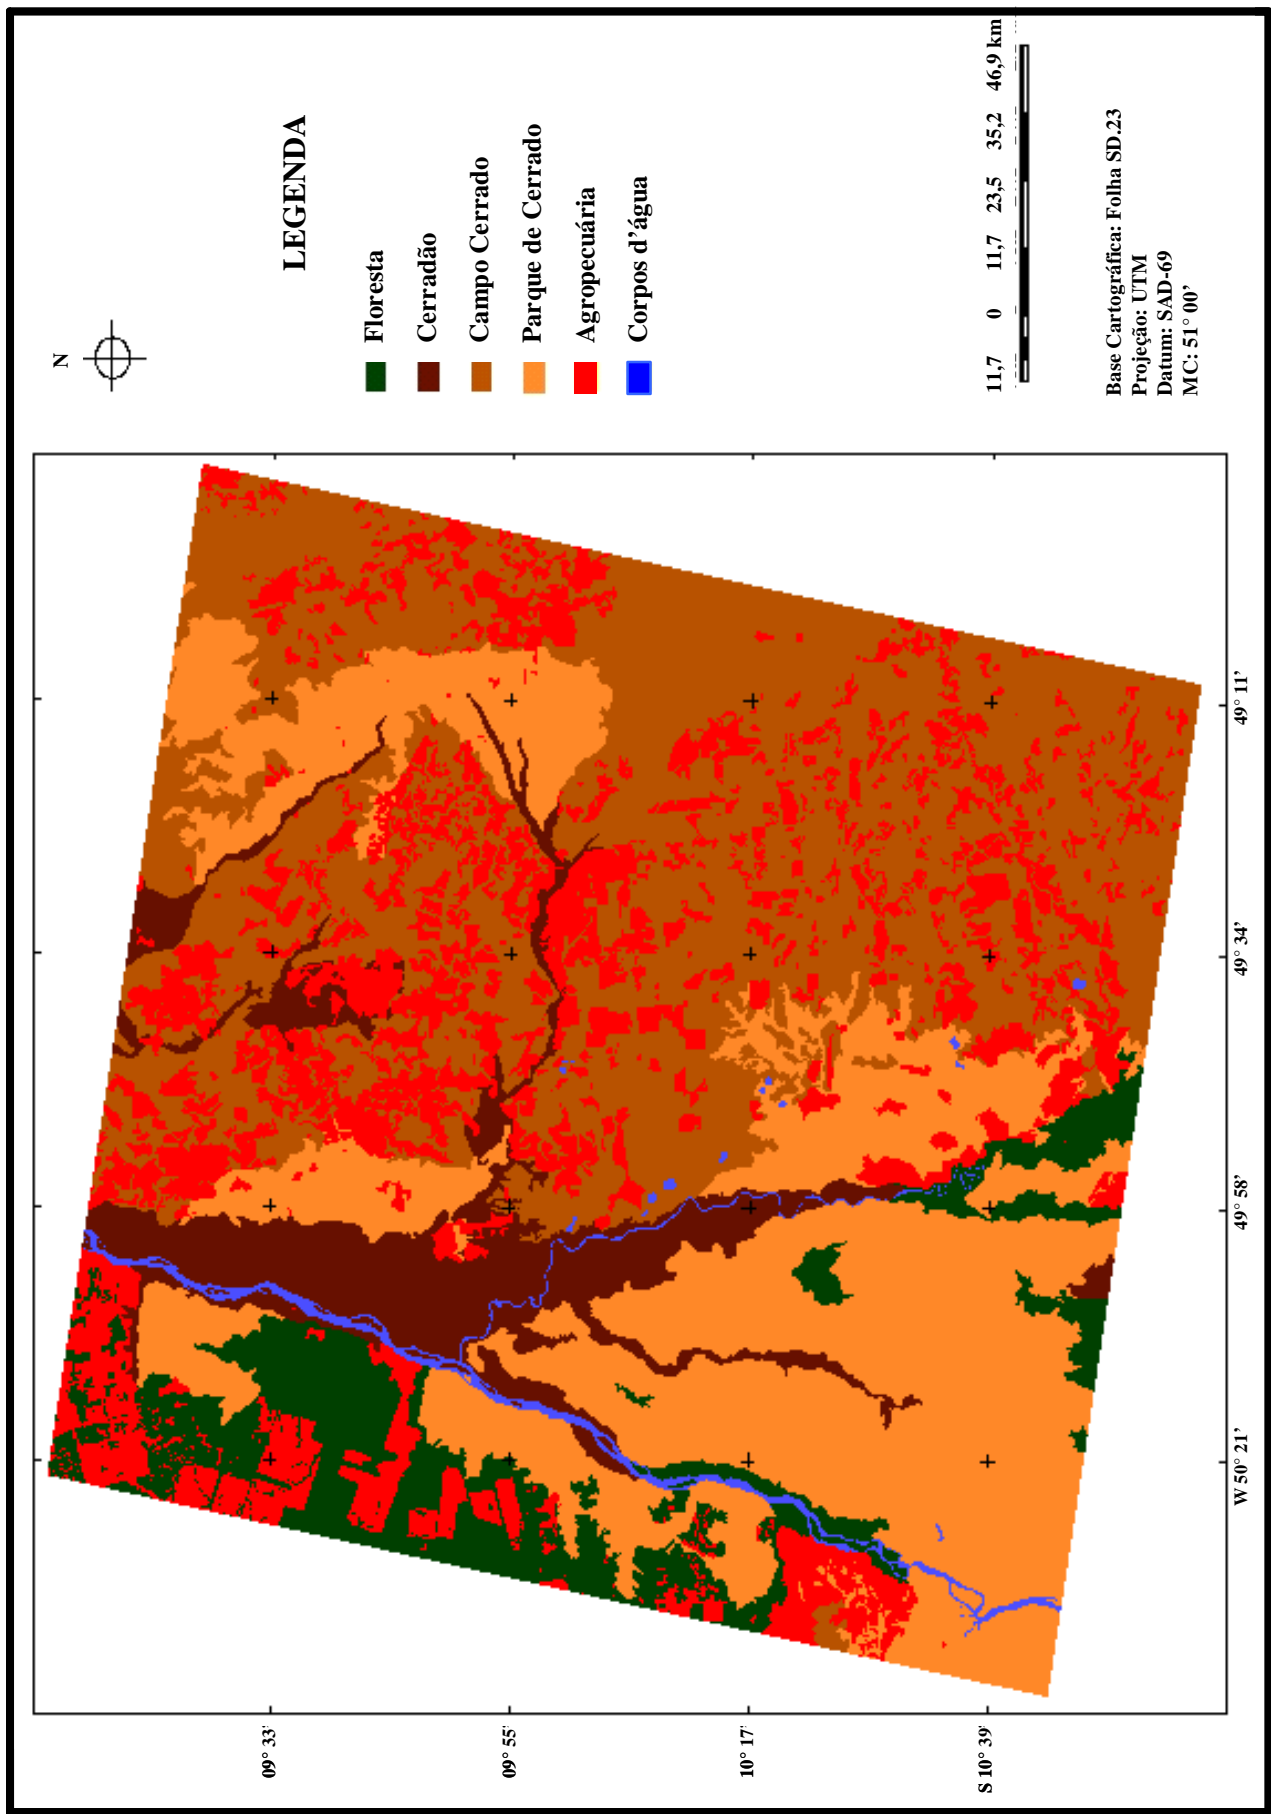 N
LEGENDA
Floresta
Cerradão
Campo Cerrado
Parque de Cerrado
Agropecuária
Corpos d'água
11,7 0 11,7 23,5 35,2 46,9 km
Base Cartográfica: Folha SD.23
Projeção: UTM
Datum: SAD-69
MC: 51° 00'
09° 33'
09° 55'
10° 17'
S 10° 39'
W 50° 21'
49° 58'
49° 34'
49° 11'